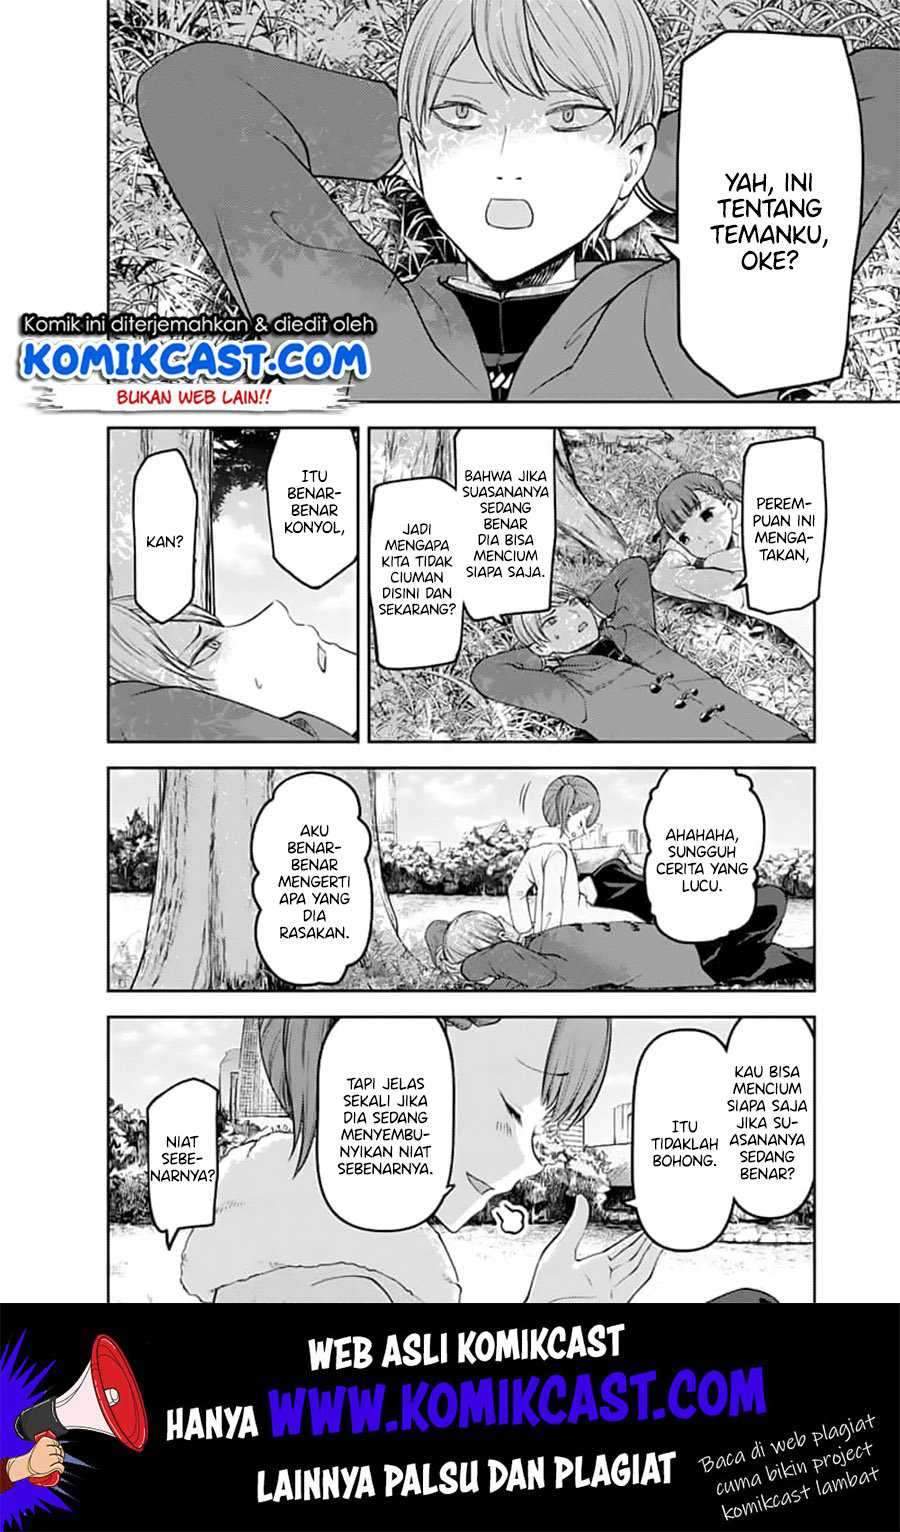 YAH, INI
TENTANG
TEMANKU,
OKE?
Komik ini diterjemahkan & diedit oleh
KOMIKCAST.COM
BUKAN WEB LAIN!!
PEREM-
PUAN INI
MENGA-
TAKAN,
BAHWA JIKA
SUASANANYA
SEDANG
BENAR
DIA BISA
MENCIUM
SIAPA SAJA.
JADI
MENGAPA
KITA TIDAK
CIUMAN
DISINI DAN
SEKARANG?
ITU
BENAR-
BENAR
KONYOL,
KAN?
AHAHAHA,
SUNGGUH
CERITA YANG
LUCU.
AKU
BENAR-
BENAR
MENGERTI
APA YANG
DIA
RASAKAN.
KAU BISA
MENCIUM
SIAPA SAJA
JIKA SU-
ASANANYA
SEDANG
BENAR?
ITU
TIDAKLAH
BOHONG.
TAPI JELAS
SEKALI JIKA
DIA SEDANG
MENYEMBU-
NYIKAN NIAT
SEBENARNYA.
NIAT
SEBE-
NARNYA?
WEB ASLI KOMIKCAST
HANYA WWW.KOMIKCAST.COM
LAINNYA PALSU DAN PLAGIAT
Baca di web plagiat
cuma bikin project
komikcast lambat